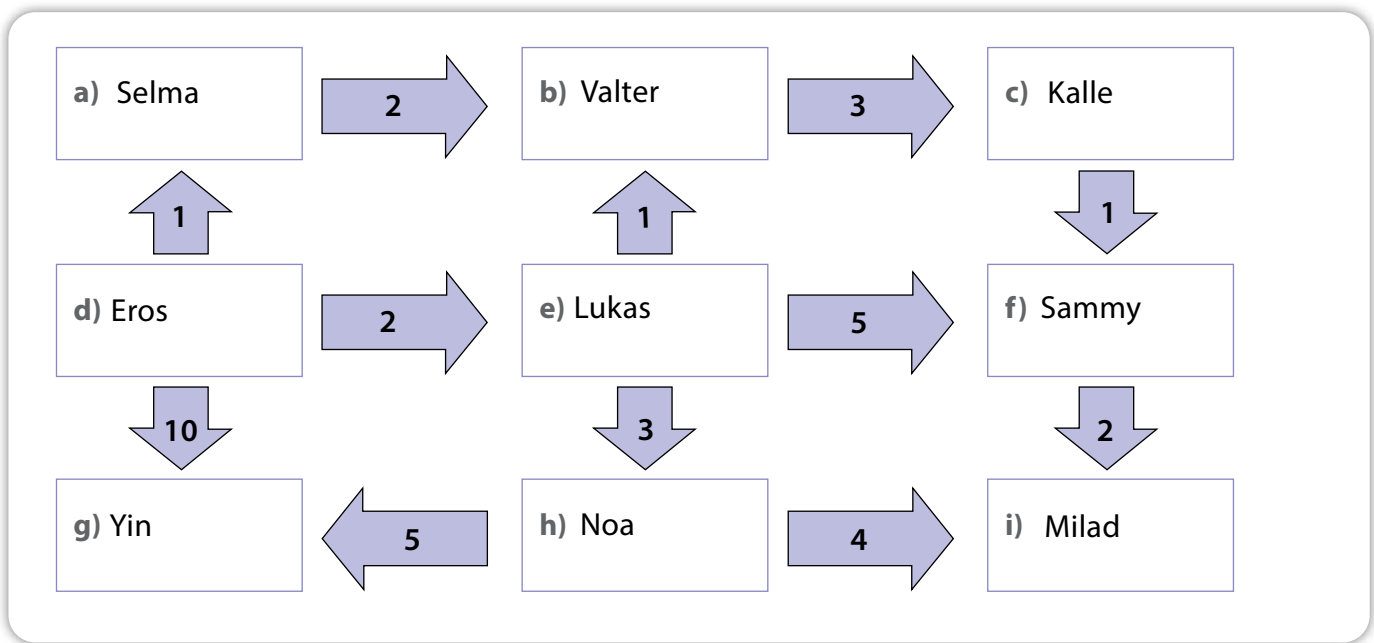 a) Selma
2
b) Valter
3
c) Kalle
1
1
1
d) Eros
2
e) Lukas
5
f) Sammy
10
3
2
g) Yin
5
h) Noa
4
i) Milad